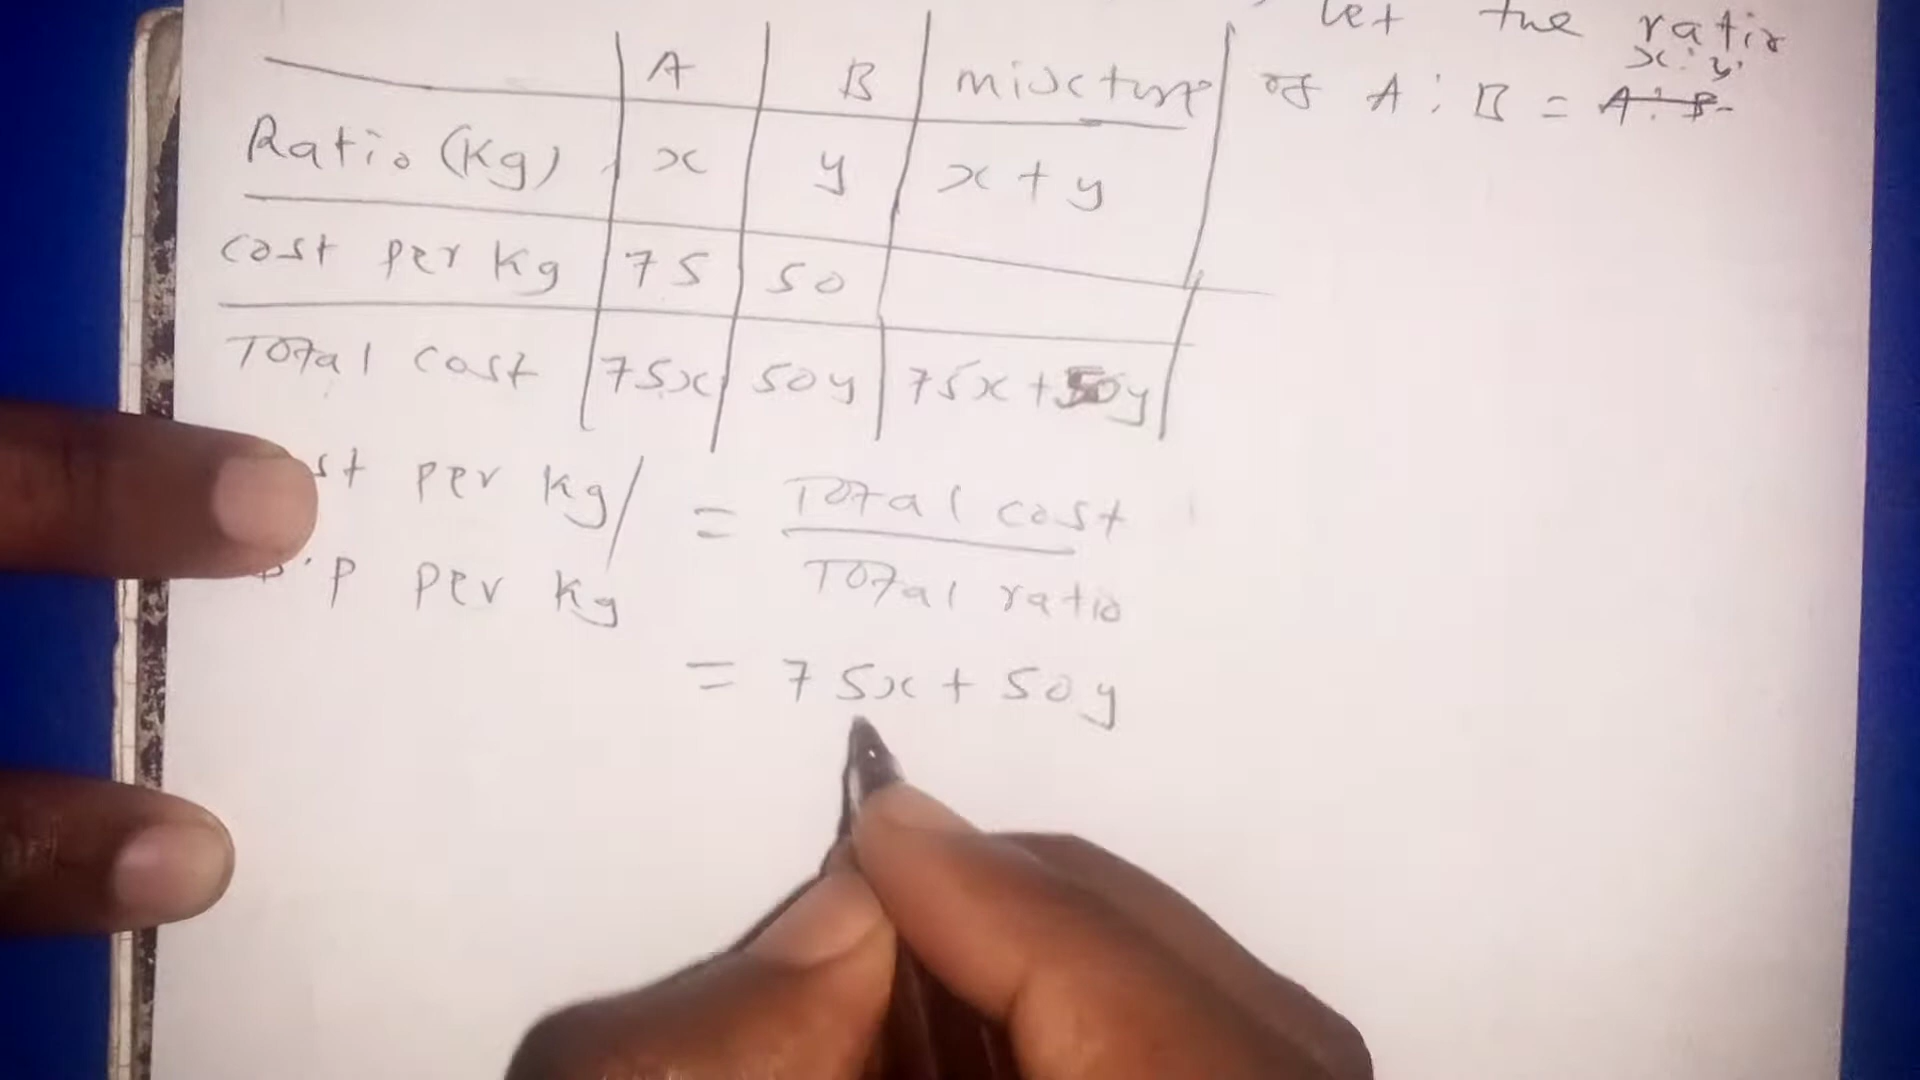 let the ratio
x : y
of A : B = A : B
A B mixture
Ratio (Kg) x y x + y
cost per Kg 75 50
Total cost 75x 50y 75x + 50y
per kg/ = Total cost
P per kg Total ratio
= 75x + 50y